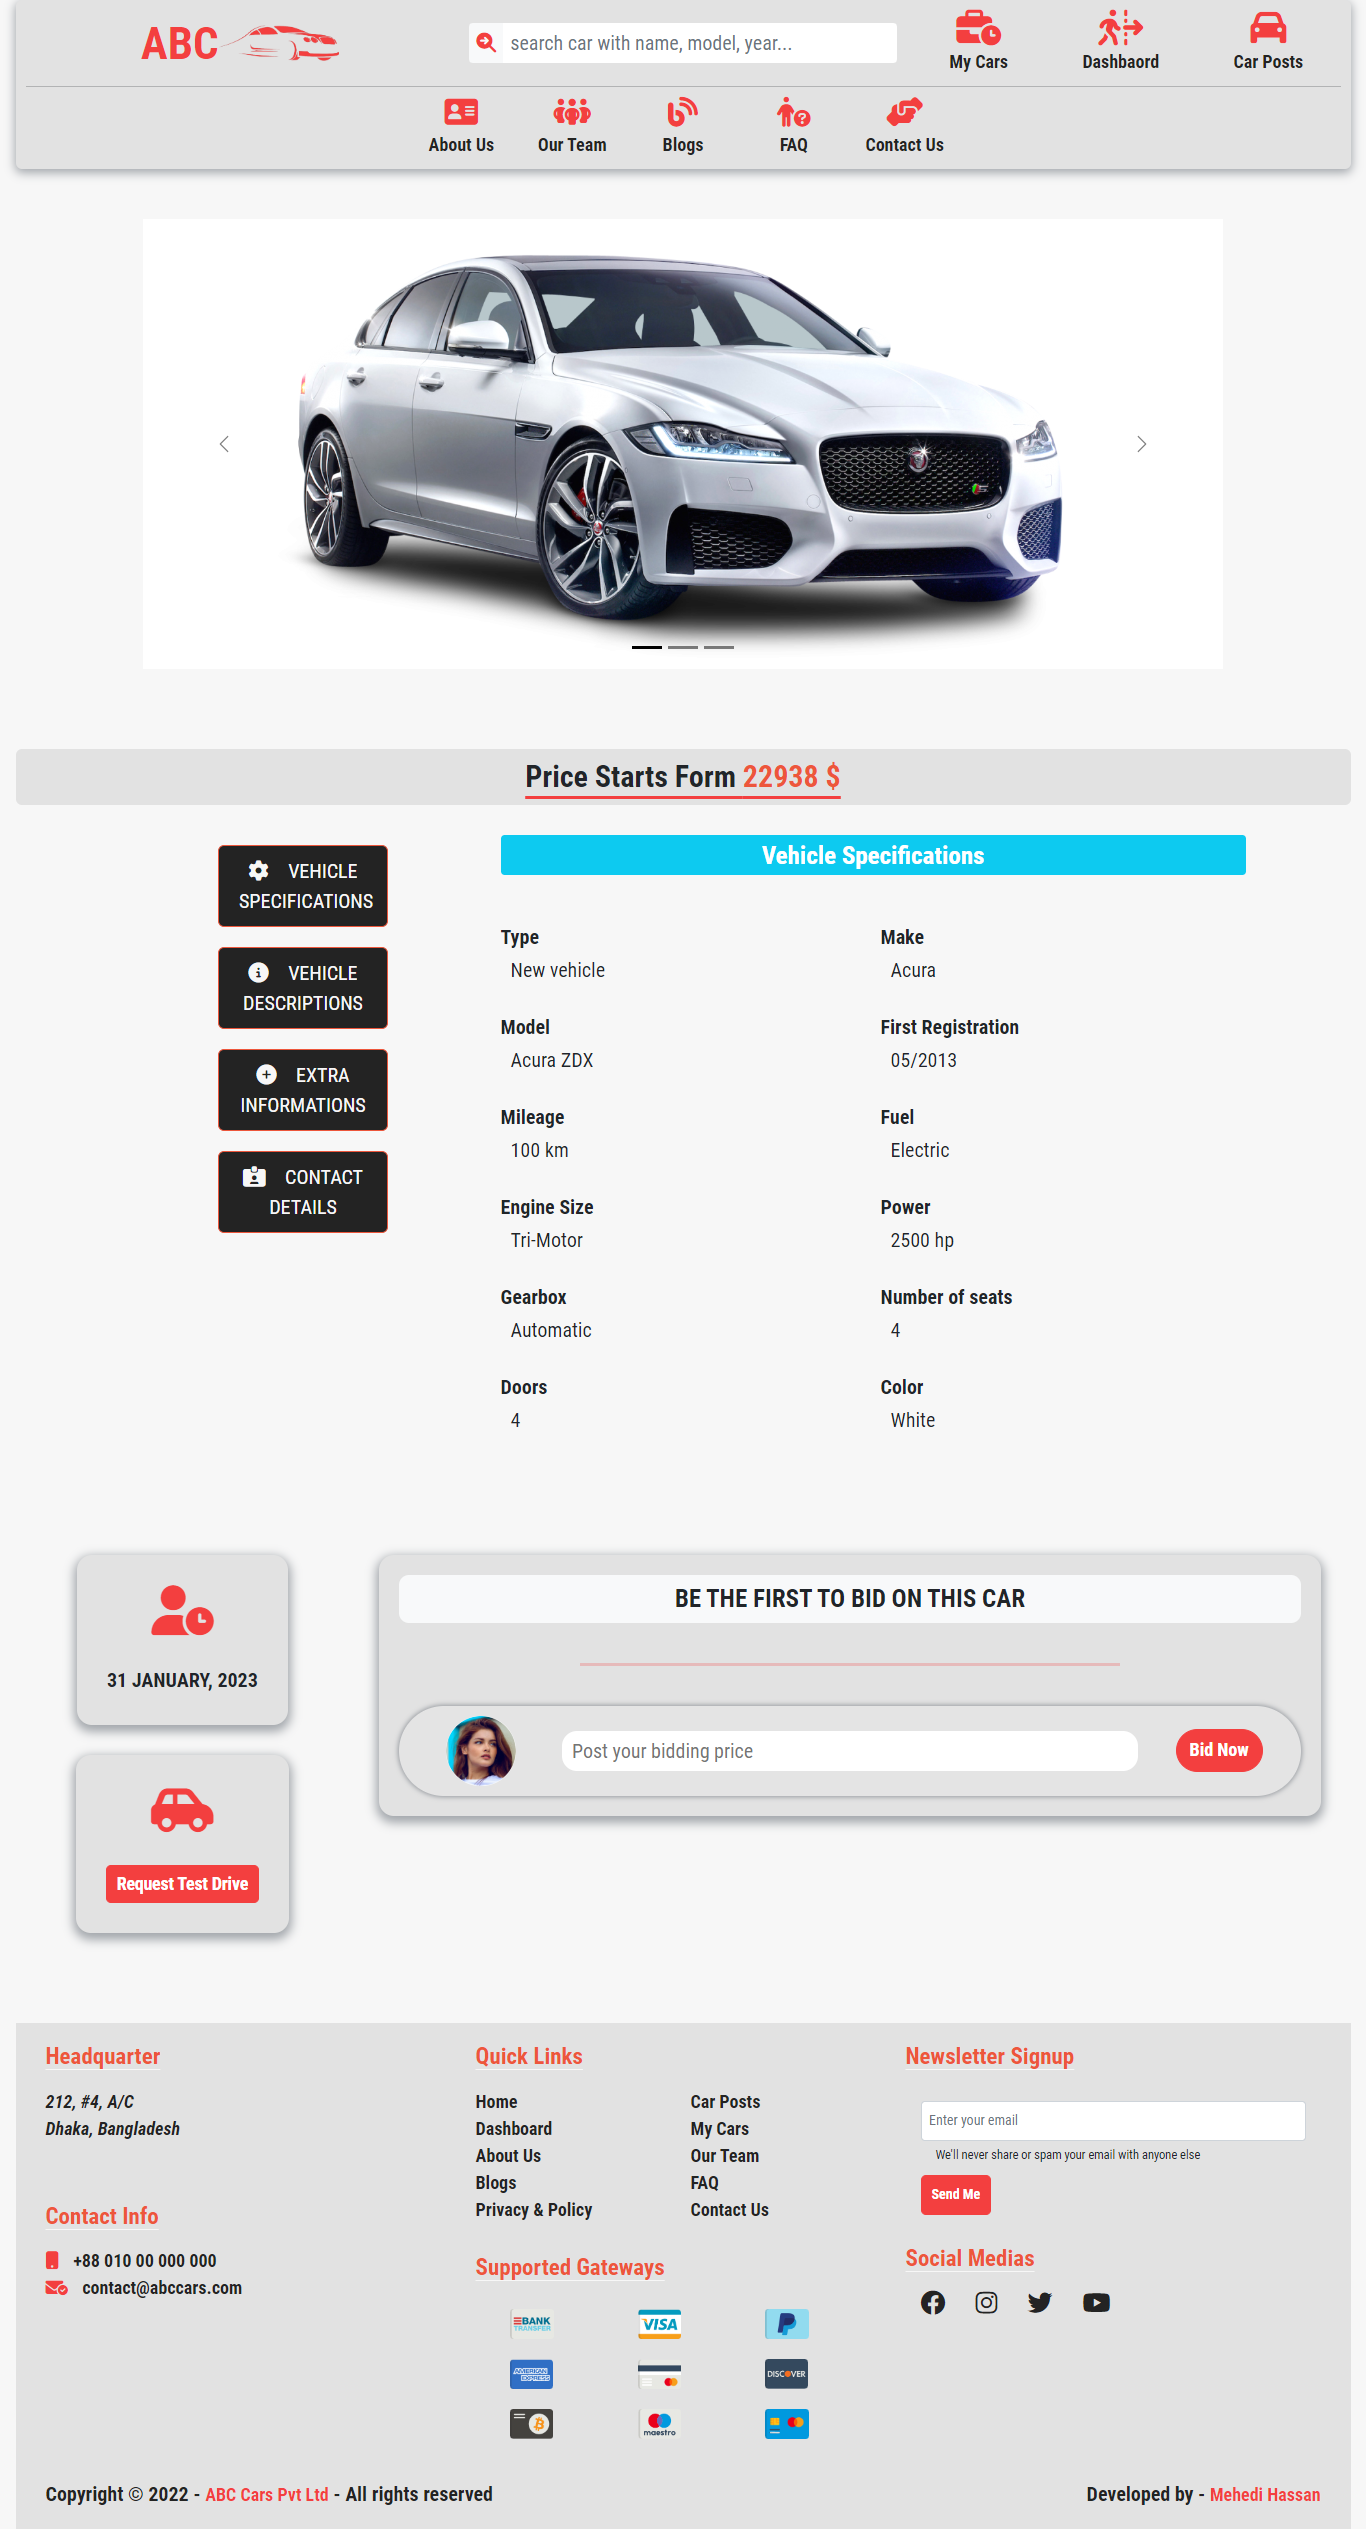 ABC
search car with name, model, year...
My Cars
Dashbaord
Car Posts
About Us
Our Team
Blogs
FAQ
Contact Us
Price Starts Form 22938 $
VEHICLE
SPECIFICATIONS
VEHICLE
DESCRIPTIONS
EXTRA
INFORMATIONS
CONTACT
DETAILS
Vehicle Specifications
Type
New vehicle
Make
Acura
Model
Acura ZDX
First Registration
05/2013
Mileage
100 km
Fuel
Electric
Engine Size
Tri-Motor
Power
2500 hp
Gearbox
Automatic
Number of seats
4
Doors
4
Color
White
31 JANUARY, 2023
Request Test Drive
BE THE FIRST TO BID ON THIS CAR
Post your bidding price
Bid Now
Headquarter
212, #4, A/C
Dhaka, Bangladesh
Contact Info
+88 010 00 000 000
contact@abccars.com
Quick Links
Home
Car Posts
Dashboard
My Cars
About Us
Our Team
Blogs
FAQ
Privacy & Policy
Contact Us
Supported Gateways
BANK
TRANSFER
VISA
AMERICAN
EXPRESS
DISCOVER
maestro
Newsletter Signup
Enter your email
We'll never share or spam your email with anyone else
Send Me
Social Medias
Copyright © 2022 - ABC Cars Pvt Ltd - All rights reserved
Developed by - Mehedi Hassan